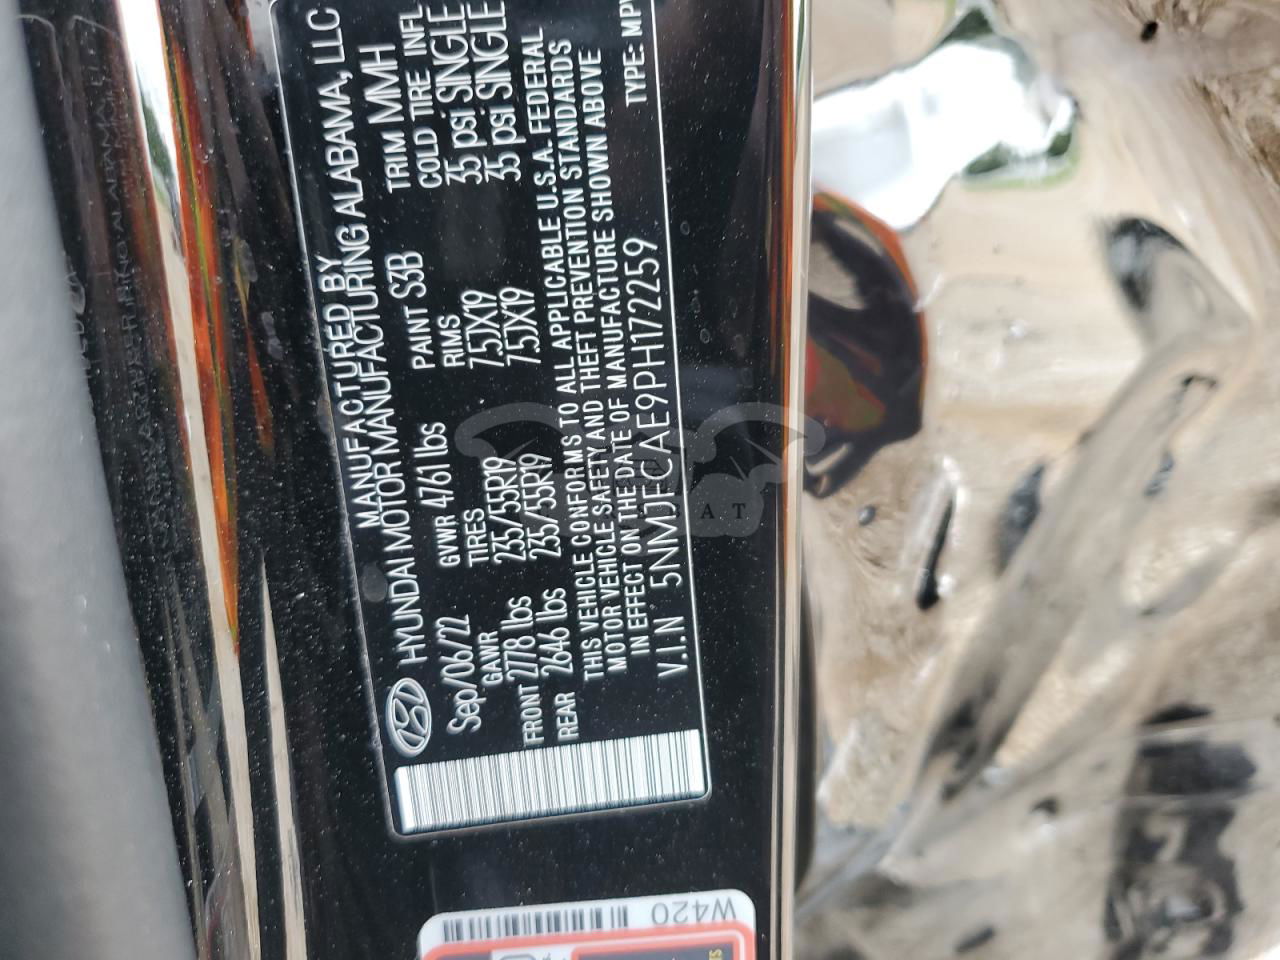 MANUFACTURED BY
HYUNDAI MOTOR MANUFACTURING ALABAMA, LLC
Sep/06/22 GVWR 4761 lbs PAINT S3B TRIM MMH
GAWR TIRES RIMS COLD TIRE INFL
FRONT 2778 lbs 235/55R19 7.5JX19 35 psi SINGLE
REAR 2646 lbs 235/55R19 7.5JX19 35 psi SINGLE
THIS VEHICLE CONFORMS TO ALL APPLICABLE U.S.A. FEDERAL
MOTOR VEHICLE SAFETY AND THEFT PREVENTION STANDARDS
IN EFFECT ON THE DATE OF MANUFACTURE SHOWN ABOVE
V.I.N 5NMJFCAE9PH172259 TYPE: MPV
W420